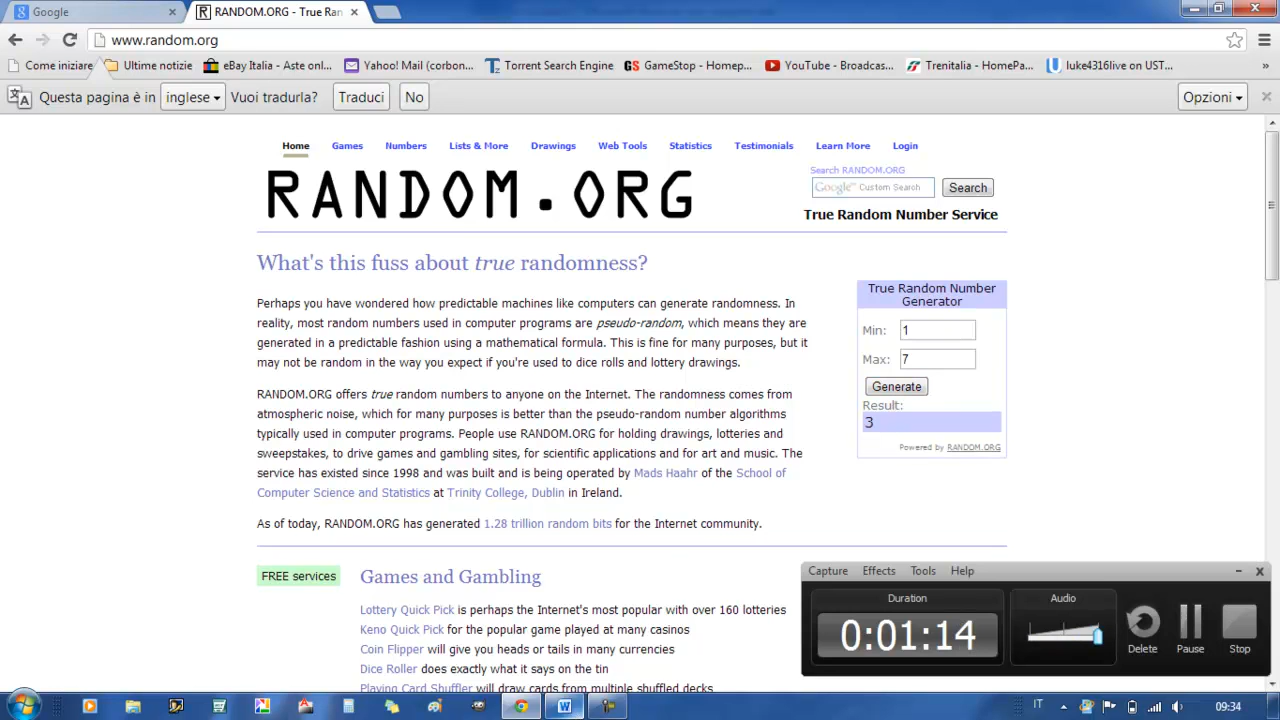 Google
RANDOM.ORG - True Ran
www.random.org
Come iniziare
Ultime notizie
eBay Italia - Aste onl...
Yahoo! Mail (corbon...
Torrent Search Engine
GS GameStop - Homep...
YouTube - Broadcas...
Trenitalia - HomePa...
luke4316live on UST...
»
Questa pagina è in inglese Vuoi tradurla? Traduci No Opzioni
Home Games Numbers Lists & More Drawings Web Tools Statistics Testimonials Learn More Login
RANDOM.ORG
Search RANDOM.ORG
Google™ Custom Search Search
True Random Number Service
What's this fuss about true randomness?
Perhaps you have wondered how predictable machines like computers can generate randomness. In
reality, most random numbers used in computer programs are pseudo-random, which means they are
generated in a predictable fashion using a mathematical formula. This is fine for many purposes, but it
may not be random in the way you expect if you're used to dice rolls and lottery drawings.
RANDOM.ORG offers true random numbers to anyone on the Internet. The randomness comes from
atmospheric noise, which for many purposes is better than the pseudo-random number algorithms
typically used in computer programs. People use RANDOM.ORG for holding drawings, lotteries and
sweepstakes, to drive games and gambling sites, for scientific applications and for art and music. The
service has existed since 1998 and was built and is being operated by Mads Haahr of the School of
Computer Science and Statistics at Trinity College, Dublin in Ireland.
As of today, RANDOM.ORG has generated 1.28 trillion random bits for the Internet community.
True Random Number
Generator
Min: 1
Max: 7
Generate
Result:
3
Powered by RANDOM.ORG
FREE services
Games and Gambling
Lottery Quick Pick is perhaps the Internet's most popular with over 160 lotteries
Keno Quick Pick for the popular game played at many casinos
Coin Flipper will give you heads or tails in many currencies
Dice Roller does exactly what it says on the tin
Playing Card Shuffler will draw cards from multiple shuffled decks
Capture Effects Tools Help
Duration
0:01:14
Audio
Delete Pause Stop
IT
09:34